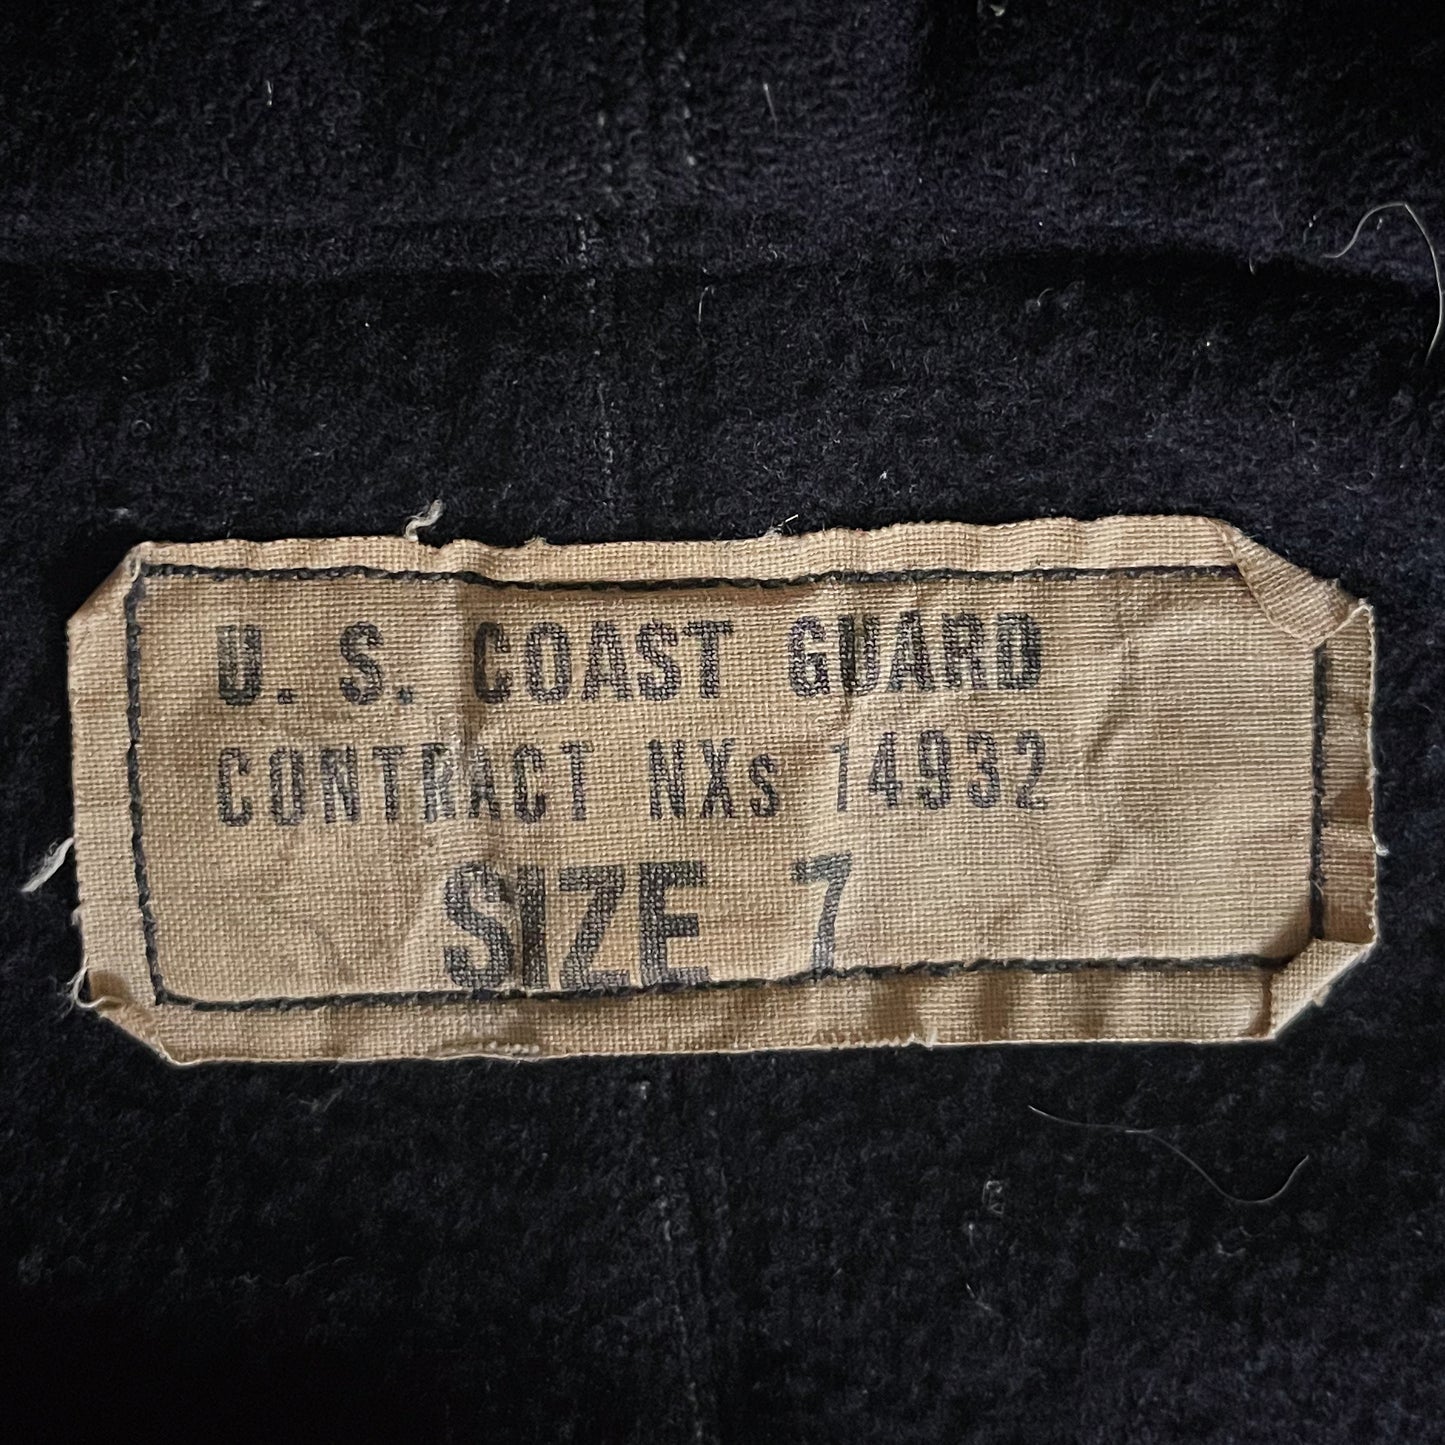 U. S. COAST GUARD
CONTRACT NXs 14932
SIZE 7